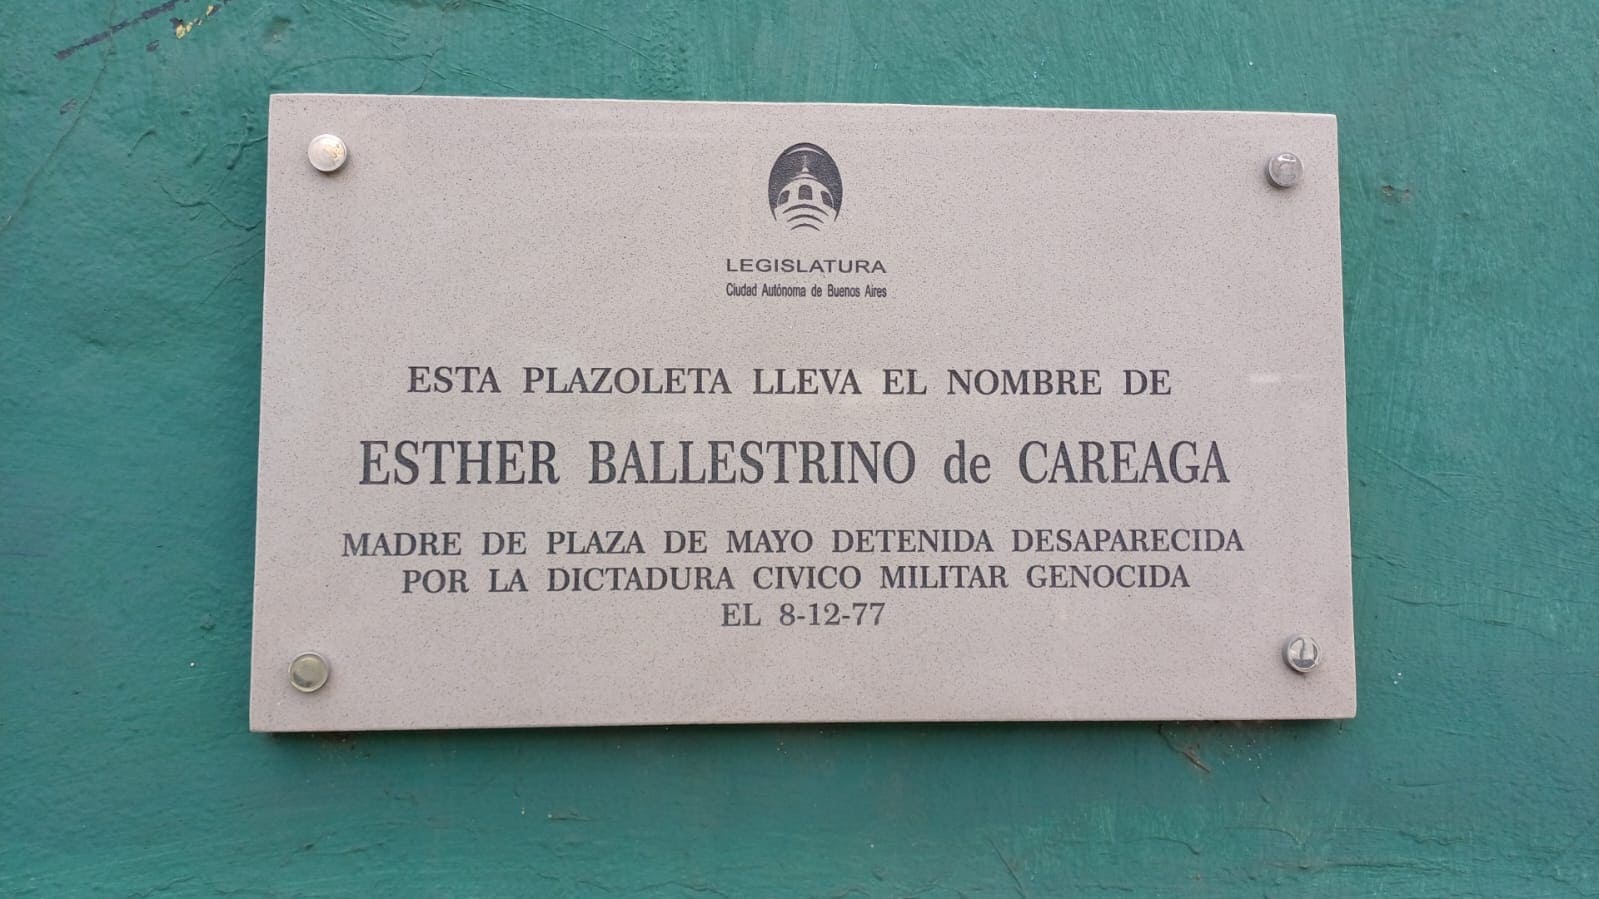 LEGISLATURA
Ciudad Autónoma de Buenos Aires
ESTA PLAZOLETA LLEVA EL NOMBRE DE
ESTHER BALLESTRINO de CAREAGA
MADRE DE PLAZA DE MAYO DETENIDA DESAPARECIDA
POR LA DICTADURA CIVICO MILITAR GENOCIDA
EL 8-12-77